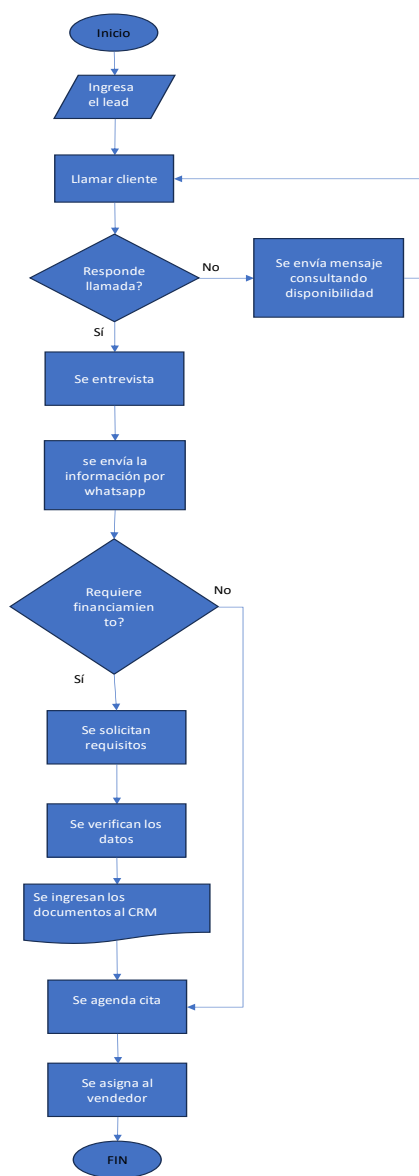 Inicio
Ingresa
el lead
Llamar cliente
Responde
llamada?
No
Se envía mensaje
consultando
disponibilidad
Sí
Se entrevista
se envía la
información por
whatsapp
Requiere
financiamien
to?
No
Sí
Se solicitan
requisitos
Se verifican los
datos
Se ingresan los
documentos al CRM
Se agenda cita
Se asigna al
vendedor
FIN